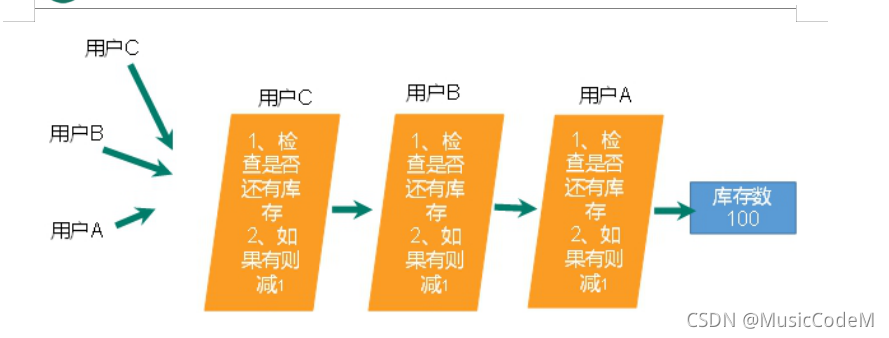 用户C
用户B
用户A
用户C
1、检
查是否
还有库
存
2、如
果有则
减1
用户B
1、检
查是否
还有库
存
2、如
果有则
减1
用户A
1、检
查是否
还有库
存
2、如
果有则
减1
库存数
100
CSDN @MusicCodeM